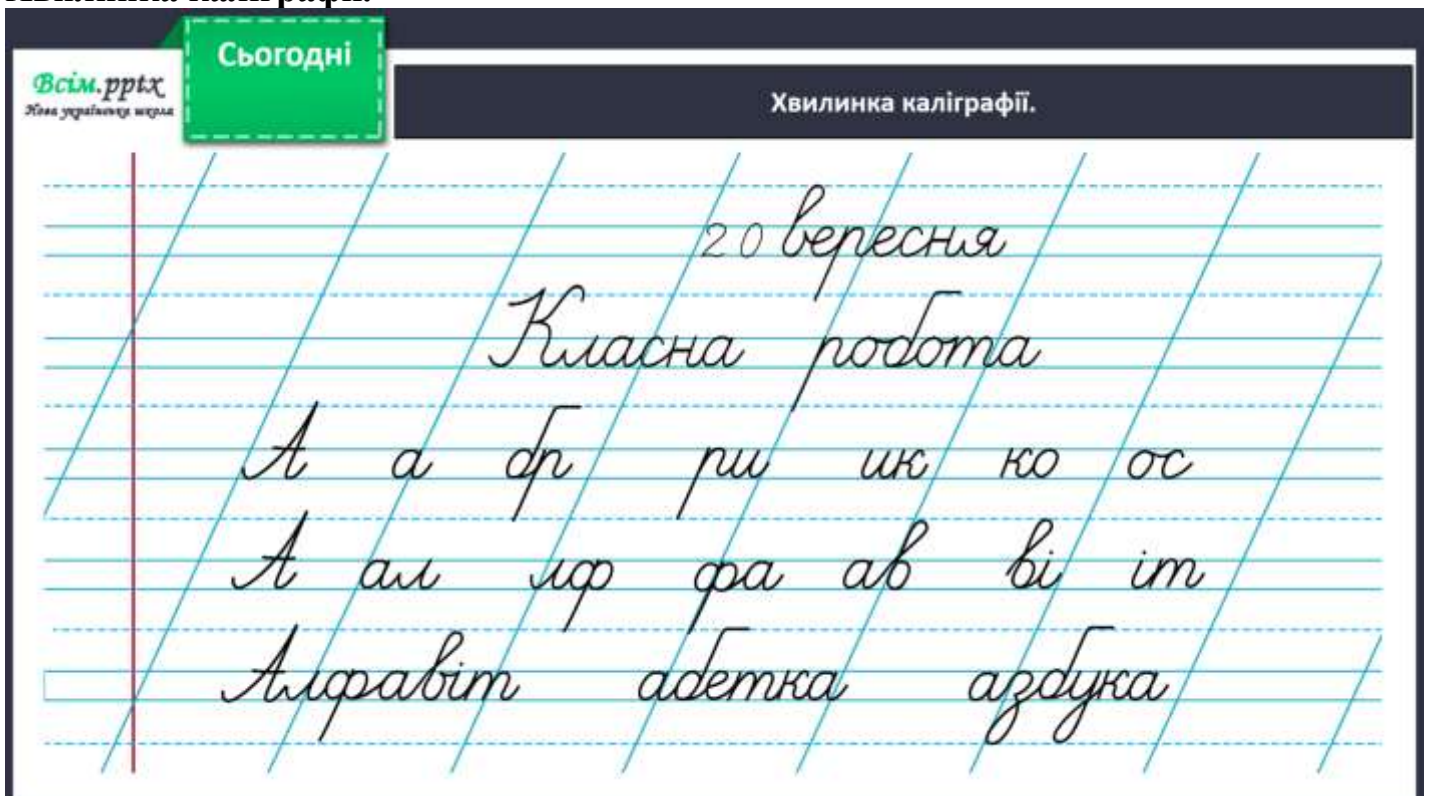 Хвилинка каліграфії.
Сьогодні
Всім.pptx
Нова українська школа
Хвилинка каліграфії.
20 вересня
Класна робота
А а бр ри ик ко ос
А ал лф фа ав ві іт
Алфавіт абетка азбука